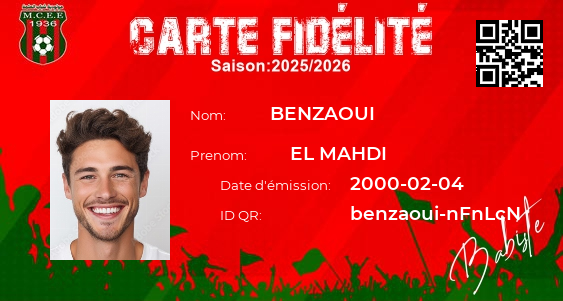 M.C.E.E
1936
CARTE FIDÉLITÉ
Saison:2025/2026
Nom: BENZAOUI
Prenom: EL MAHDI
Date d'émission: 2000-02-04
ID QR: benzaoui-nFnLcN
Babiste